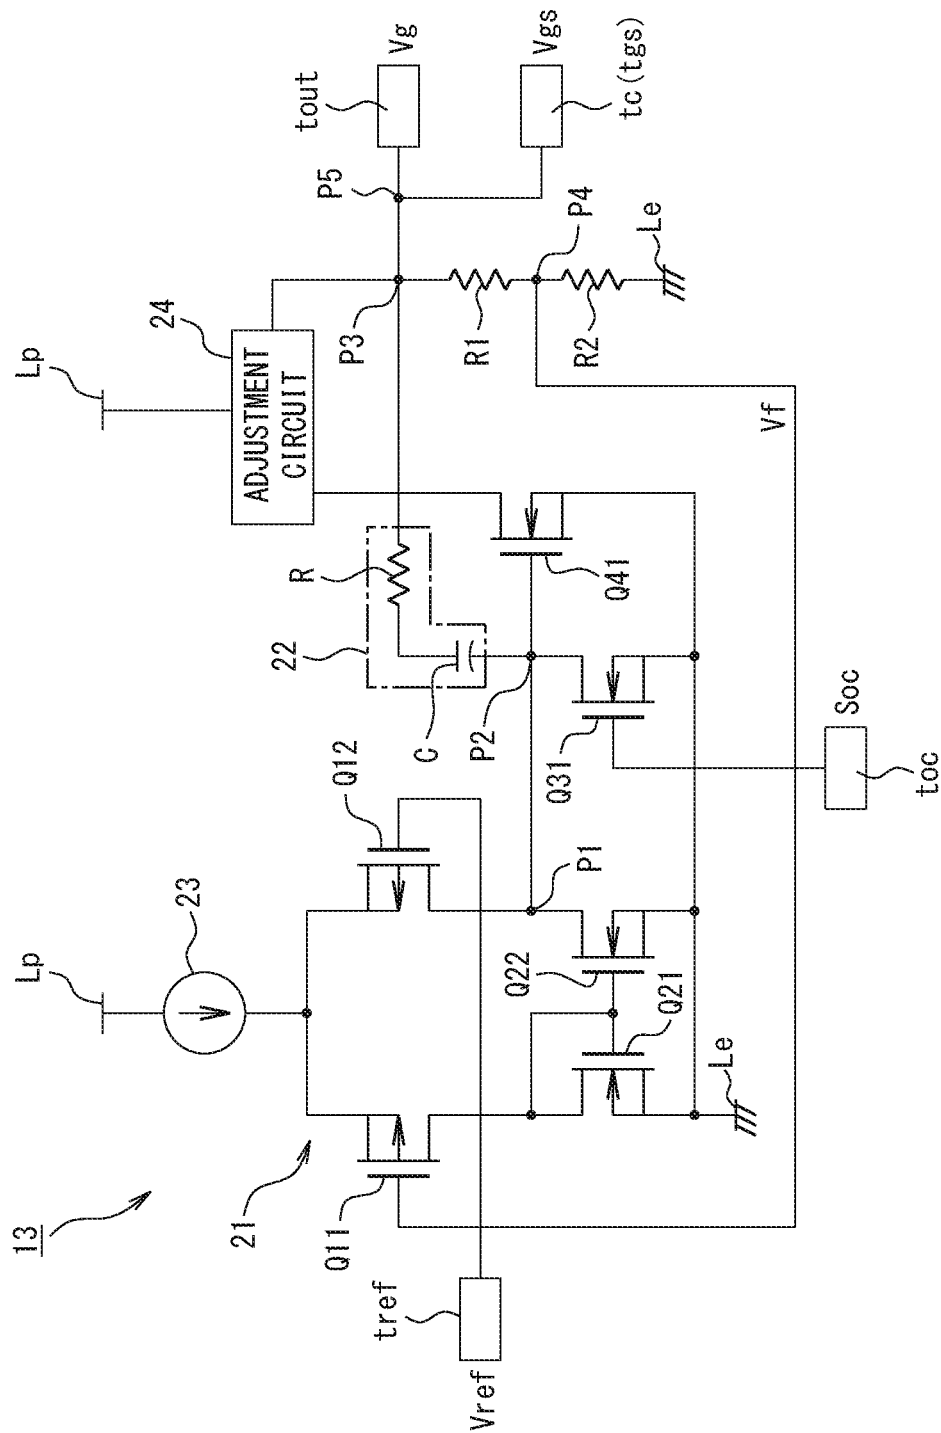 13
21
Lp
23
Q11
Q12
Vref
tref
Q22
Q21
P1
Le
22
R
C
P2
Q31
Q41
Soc
toc
Lp
24
ADJUSTMENT
CIRCUIT
P3
R1
R2
P4
Le
Vf
P5
tout
Vg
Vgs
tc(tgs)